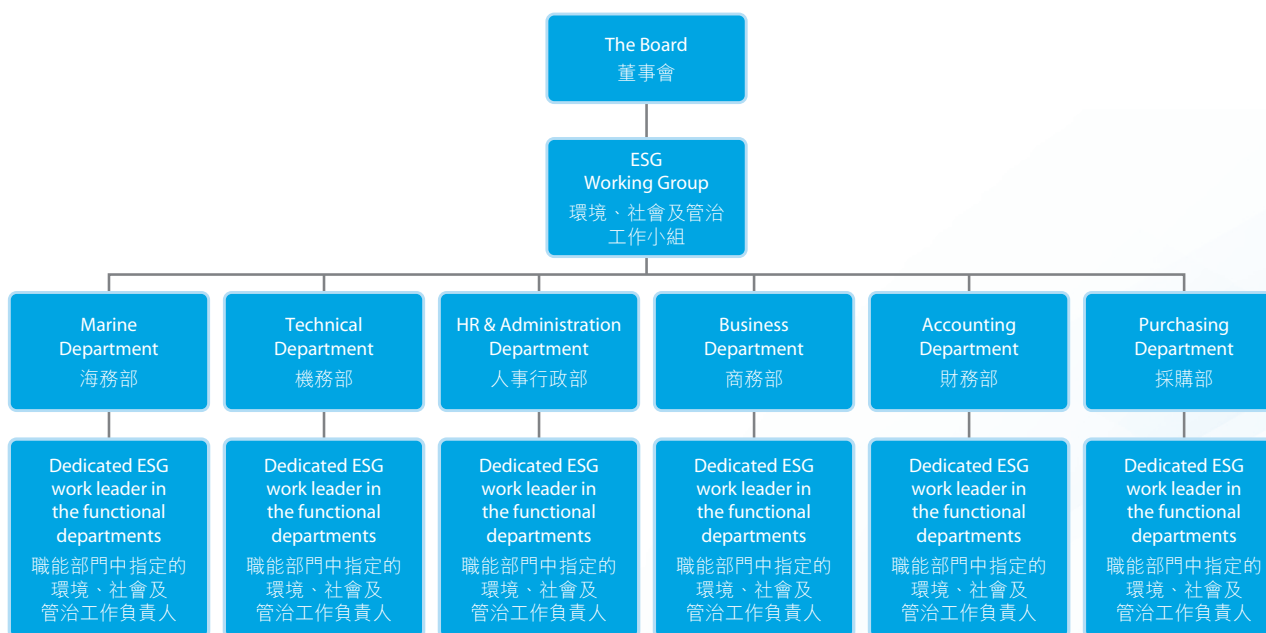 The Board
董事會
ESG
Working Group
環境、社會及管治
工作小組
Marine
Department
海務部
Technical
Department
機務部
HR & Administration
Department
人事行政部
Business
Department
商務部
Accounting
Department
財務部
Purchasing
Department
採購部
Dedicated ESG
work leader in
the functional
departments
職能部門中指定的
環境、社會及
管治工作負責人
Dedicated ESG
work leader in
the functional
departments
職能部門中指定的
環境、社會及
管治工作負責人
Dedicated ESG
work leader in
the functional
departments
職能部門中指定的
環境、社會及
管治工作負責人
Dedicated ESG
work leader in
the functional
departments
職能部門中指定的
環境、社會及
管治工作負責人
Dedicated ESG
work leader in
the functional
departments
職能部門中指定的
環境、社會及
管治工作負責人
Dedicated ESG
work leader in
the functional
departments
職能部門中指定的
環境、社會及
管治工作負責人